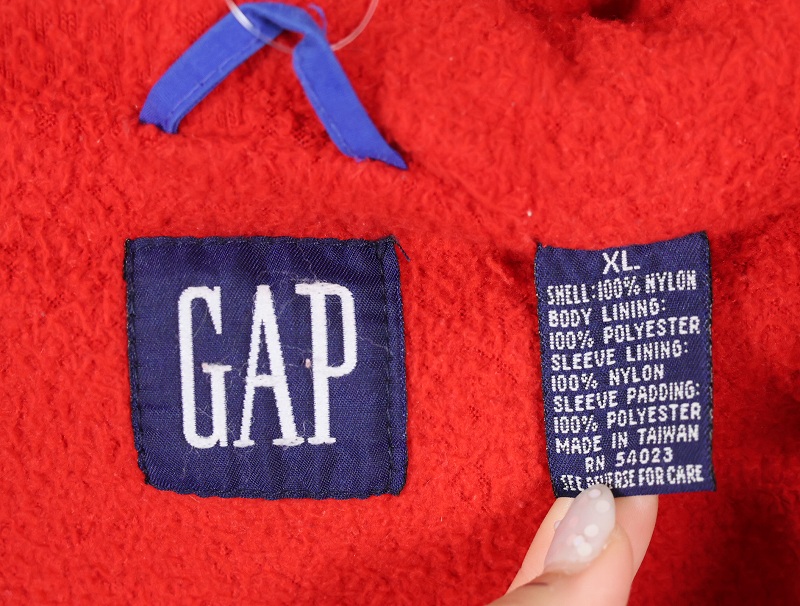 GAP
XL
SHELL:100% NYLON
BODY LINING:
100% POLYESTER
SLEEVE LINING:
100% NYLON
SLEEVE PADDING:
100% POLYESTER
MADE IN TAIWAN
RN 54023
SEE REVERSE FOR CARE